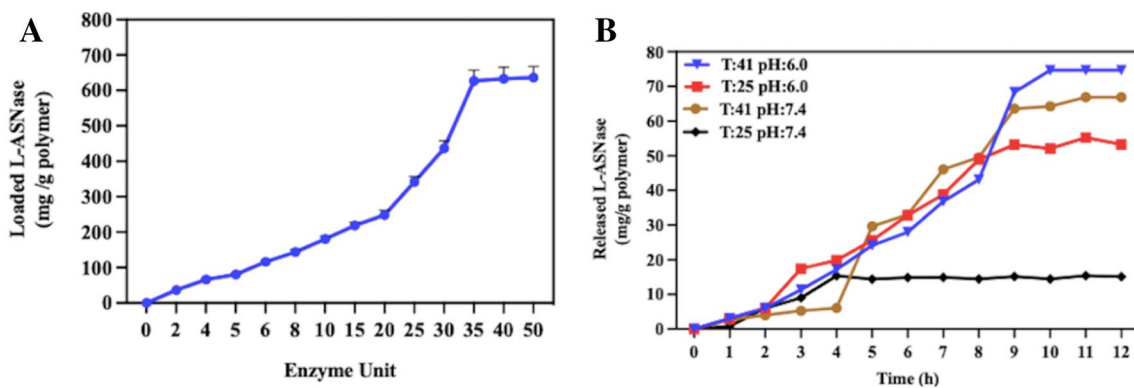 A
Loaded L-ASNase
(mg /g polymer)
800
700
600
500
400
300
200
100
0
0 2 4 5 6 8 10 15 20 25 30 35 40 50
Enzyme Unit
B
Released L-ASNase
(mg/g polymer)
80
70
60
50
40
30
20
10
0
T:41 pH:6.0
T:25 pH:6.0
T:41 pH:7.4
T:25 pH:7.4
0 1 2 3 4 5 6 7 8 9 10 11 12
Time (h)